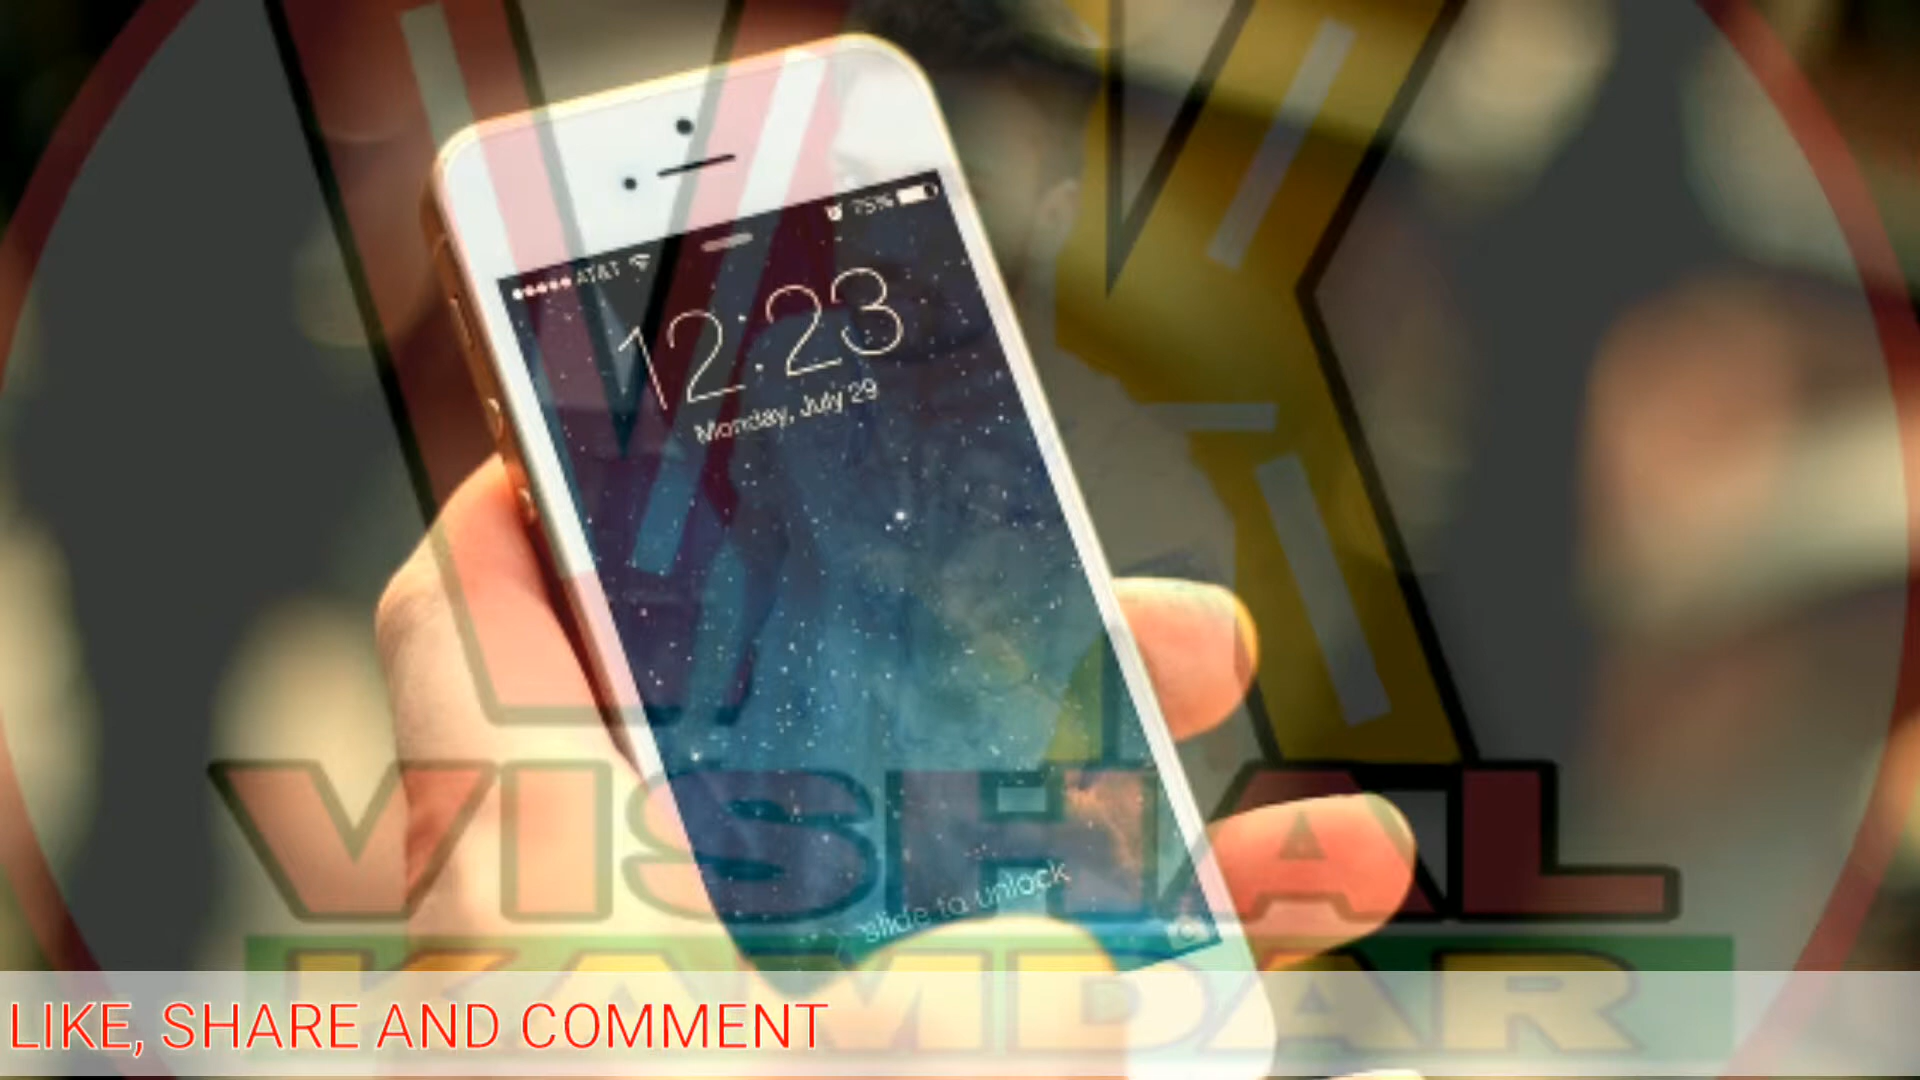 AT&T 75%
12:23
Monday, July 29
slide to unlock
VISHAL
KAMDAR
LIKE, SHARE AND COMMENT